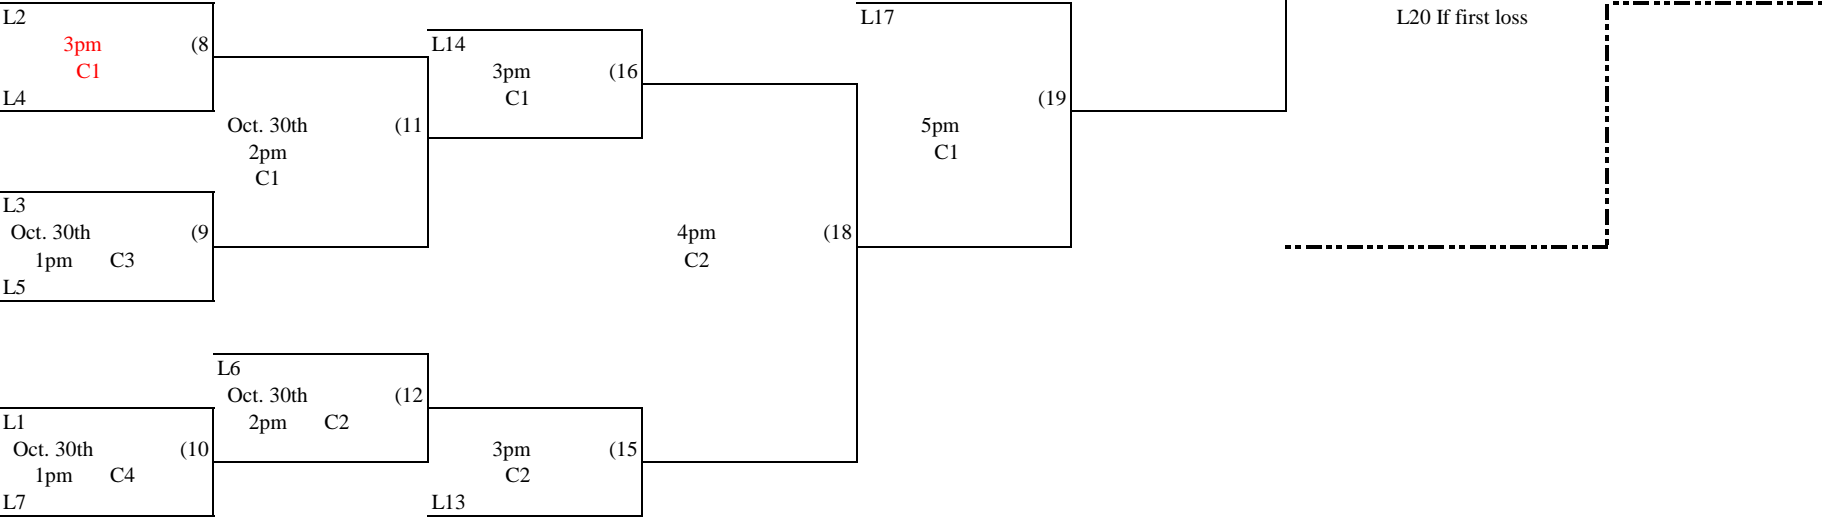 L2
3pm (8
C1
L4
Oct. 30th (11
2pm
C1
L3
Oct. 30th (9
1pm C3
L5
L14
3pm (16
C1
L6
Oct. 30th (12
2pm C2
L1
Oct. 30th (10
1pm C4
L7
3pm (15
C2
L13
4pm (18
C2
L17
(19
5pm
C1
L20 If first loss